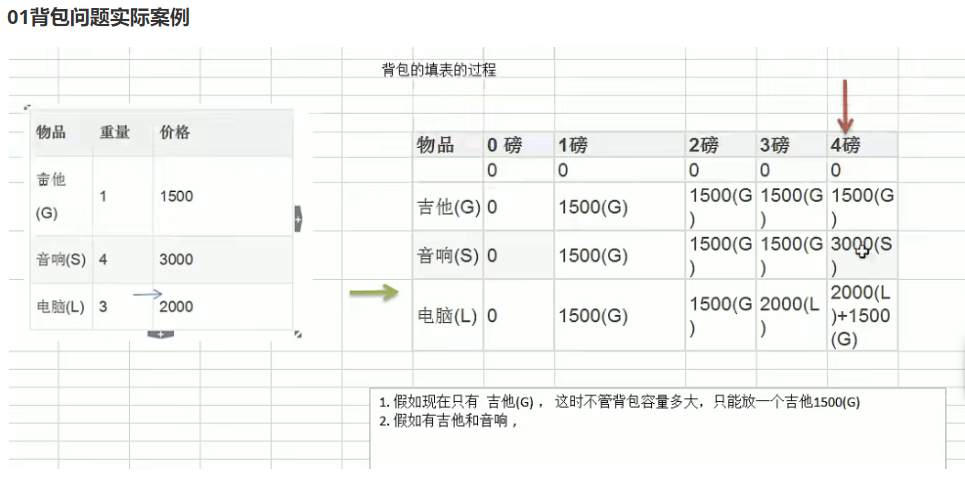 01背包问题实际案例
背包的填表的过程
物品 重量 价格
吉他
(G) 1 1500
音响(S) 4 3000
电脑(L) 3 2000
物品 0 磅 1磅 2磅 3磅 4磅
0 0 0 0 0
吉他(G) 0 1500(G) 1500(G 1500(G 1500(G
) ) )
音响(S) 0 1500(G) 1500(G 1500(G 3000(S
) ) )
电脑(L) 0 1500(G) 1500(G 2000(L 2000(L
) ) )+1500
(G)
1. 假如现在只有 吉他(G) ， 这时不管背包容量多大，只能放一个吉他1500(G)
2. 假如有吉他和音响，